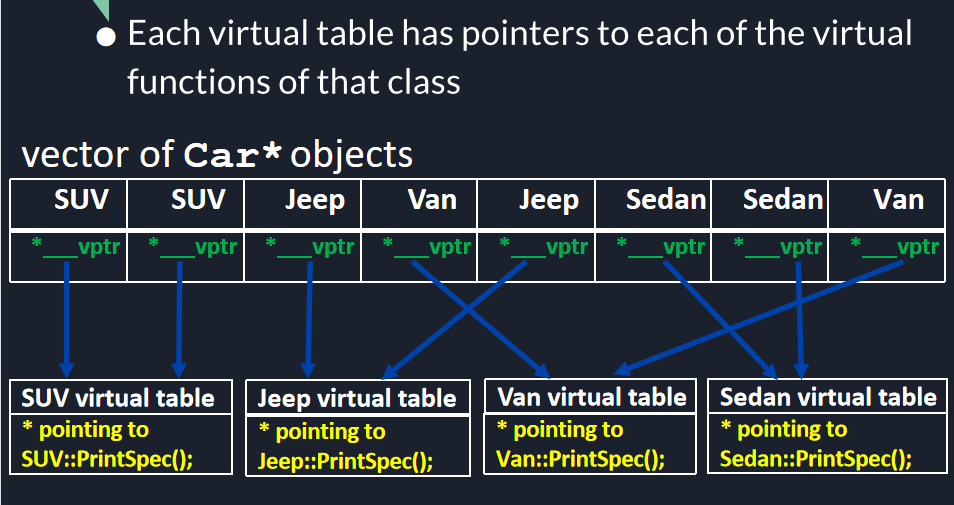 Each virtual table has pointers to each of the virtual
functions of that class
vector of Car* objects
SUV SUV Jeep Van Jeep Sedan Sedan Van
*___vptr *___vptr *___vptr *___vptr *___vptr *___vptr *___vptr *___vptr
SUV virtual table
* pointing to
SUV::PrintSpec();
Jeep virtual table
* pointing to
Jeep::PrintSpec();
Van virtual table
* pointing to
Van::PrintSpec();
Sedan virtual table
* pointing to
Sedan::PrintSpec();